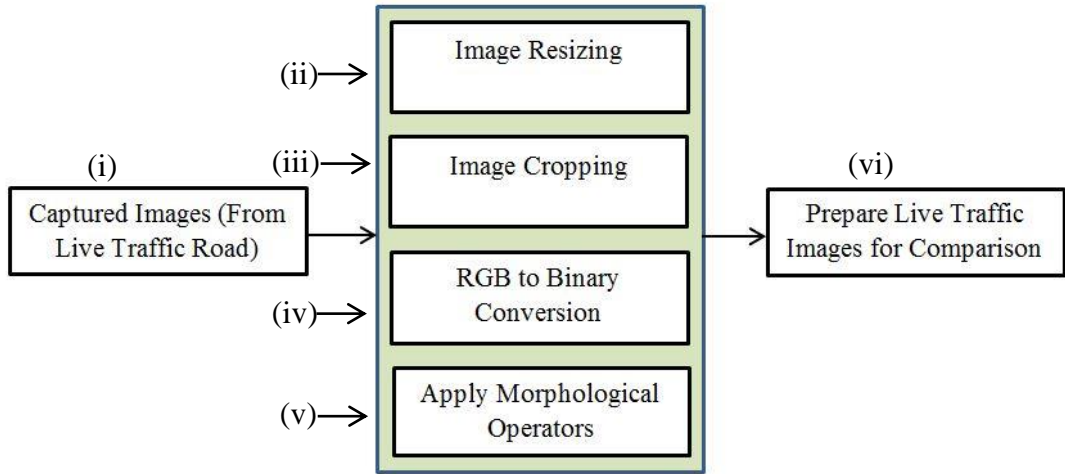 (i)
Captured Images (From
Live Traffic Road)
(ii)
Image Resizing
(iii)
Image Cropping
(iv)
RGB to Binary
Conversion
(v)
Apply Morphological
Operators
(vi)
Prepare Live Traffic
Images for Comparison